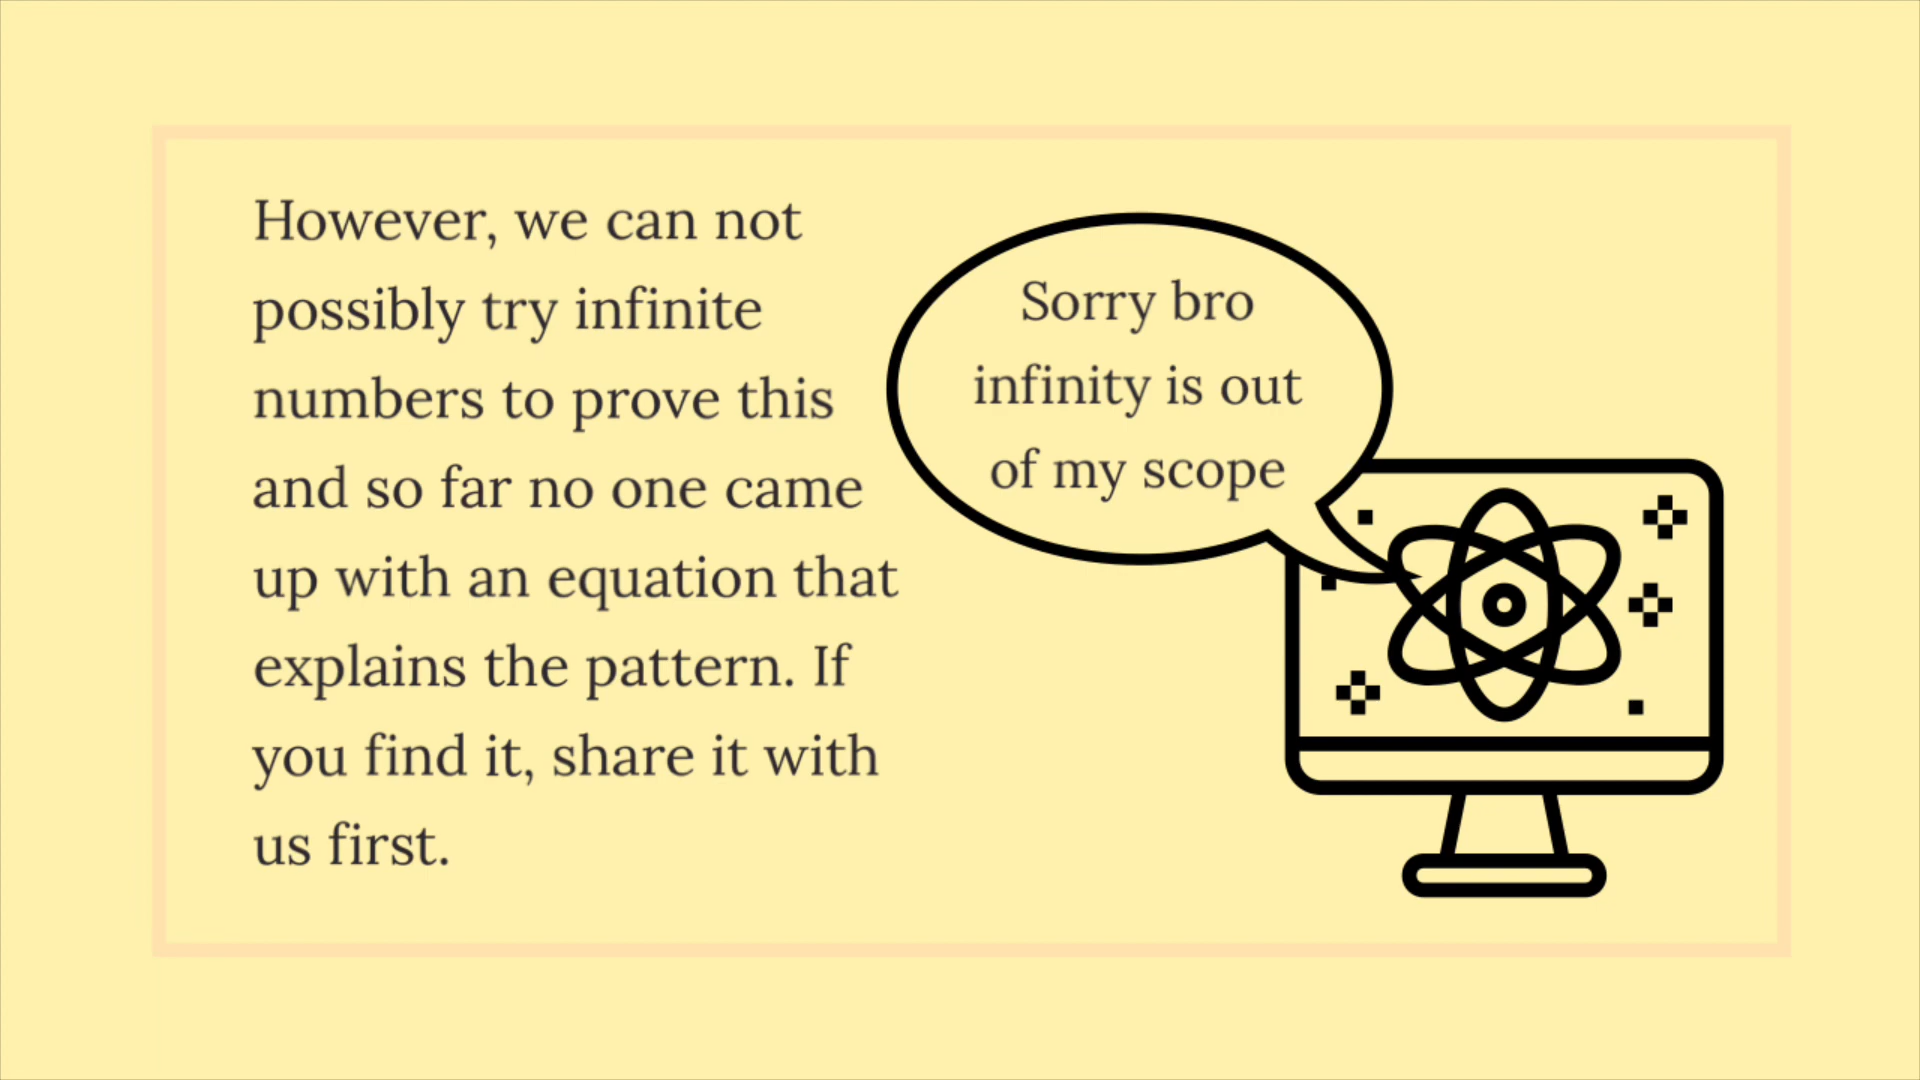 However, we can not
possibly try infinite
numbers to prove this
and so far no one came
up with an equation that
explains the pattern. If
you find it, share it with
us first.
Sorry bro
infinity is out
of my scope